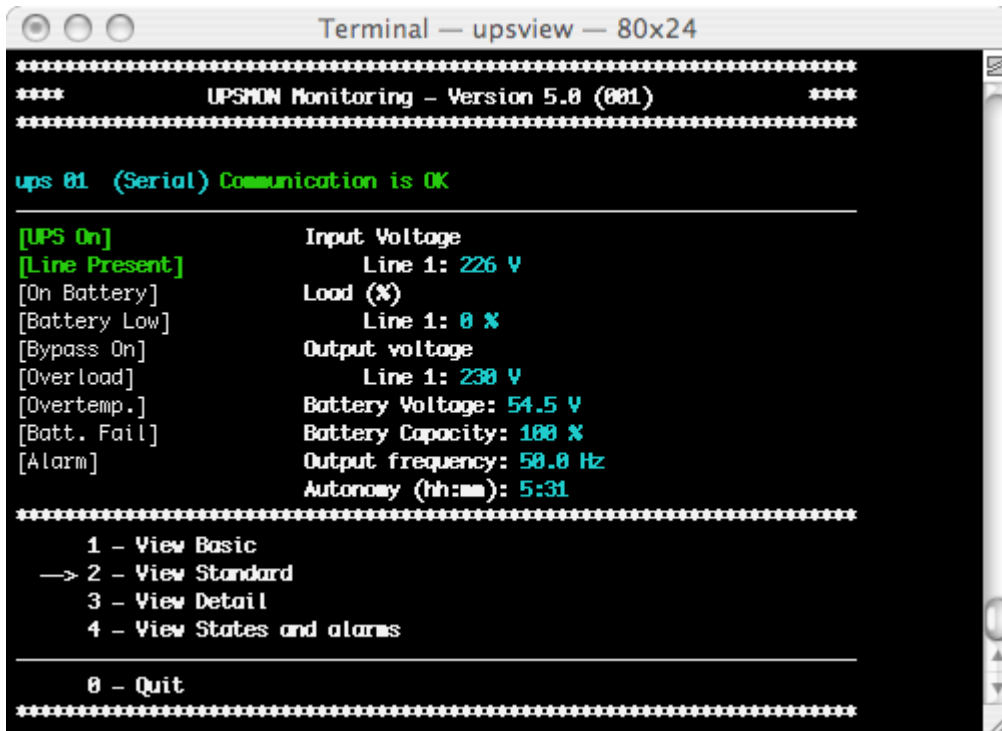 Terminal — upsview — 80x24
**********************************************************************
**** UPSMON Monitoring - Version 5.0 (001) ****
**********************************************************************
ups 01 (Serial) Communication is OK
[UPS On] Input Voltage
[Line Present] Line 1: 226 V
[On Battery] Load (%)
[Battery Low] Line 1: 0 %
[Bypass On] Output voltage
[Overload] Line 1: 230 V
[Overtemp.] Battery Voltage: 54.5 V
[Batt. Fail] Battery Capacity: 100 %
[Alarm] Output frequency: 50.0 Hz
Autonomy (hh:mm): 5:31
**********************************************************************
1 - View Basic
--> 2 - View Standard
3 - View Detail
4 - View States and alarms
0 - Quit
**********************************************************************